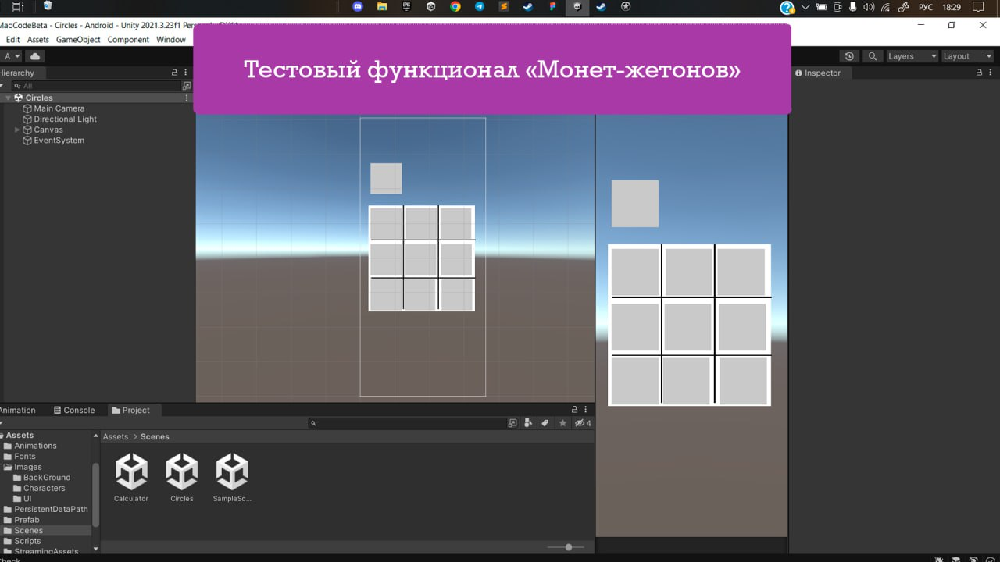 РУС 18:29
MaoCodeBeta - Circles - Android - Unity 2021.3.23f1
Edit Assets GameObject Component Window
Тестовый функционал «Монет-жетонов»
A
Layers Layout
Hierarchy
Inspector
All
Circles
Main Camera
Directional Light
Canvas
EventSystem
Animation Console Project
4
Assets
Assets > Scenes
Animations
Fonts
Images
BackGround
Characters
UI
PersistentDataPath
Prefab
Scenes
Scripts
StreamingAssets
Calculator Circles SampleSc...